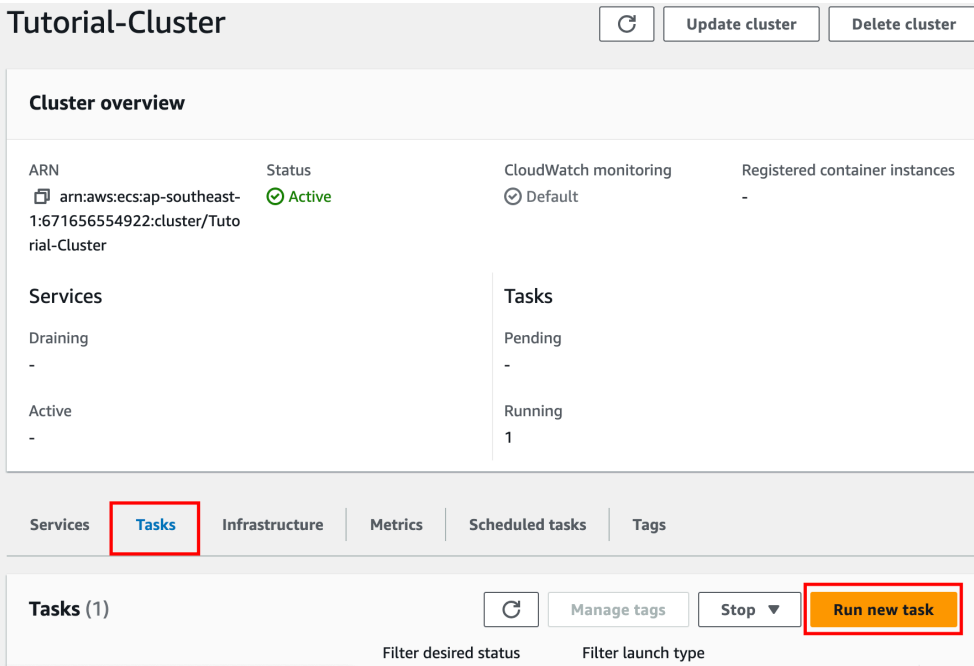 Tutorial-Cluster
Update cluster
Delete cluster
Cluster overview
ARN
arn:aws:ecs:ap-southeast-
1:671656554922:cluster/Tuto
rial-Cluster
Status
Active
CloudWatch monitoring
Default
Registered container instances
-
Services
Draining
-
Active
-
Tasks
Pending
-
Running
1
Services
Tasks
Infrastructure
Metrics
Scheduled tasks
Tags
Tasks (1)
Manage tags
Stop
Run new task
Filter desired status
Filter launch type